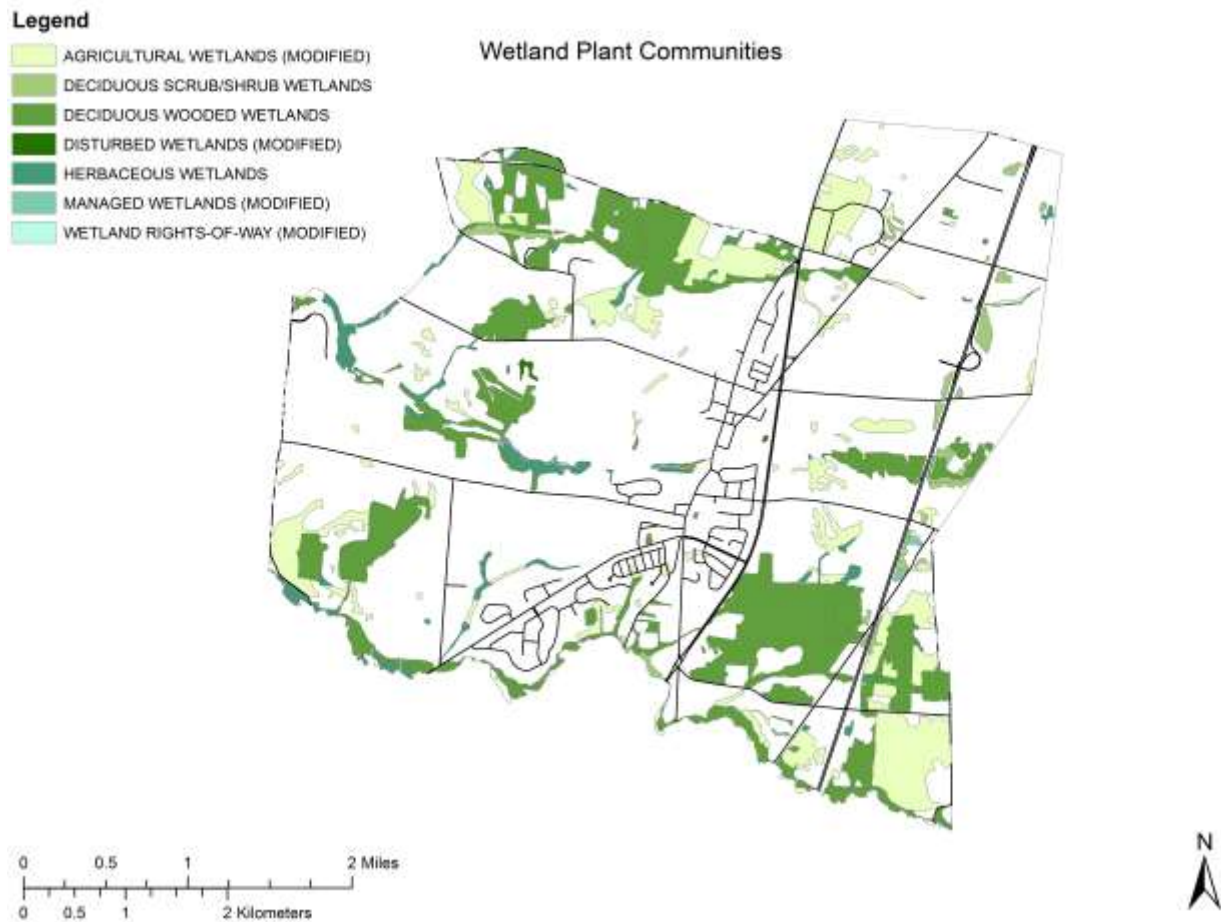 Legend
AGRICULTURAL WETLANDS (MODIFIED)
DECIDUOUS SCRUB/SHRUB WETLANDS
DECIDUOUS WOODED WETLANDS
DISTURBED WETLANDS (MODIFIED)
HERBACEOUS WETLANDS
MANAGED WETLANDS (MODIFIED)
WETLAND RIGHTS-OF-WAY (MODIFIED)
Wetland Plant Communities
0 0.5 1 2 Miles
0 0.5 1 2 Kilometers
N